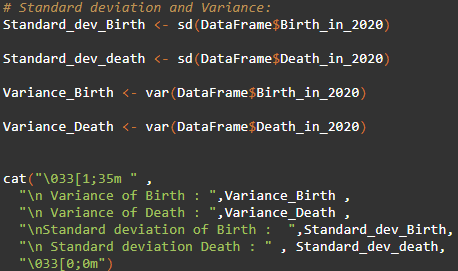 # Standard deviation and Variance:
Standard_dev_Birth <- sd(DataFrame$Birth_in_2020)
Standard_dev_death <- sd(DataFrame$Death_in_2020)
Variance_Birth <- var(DataFrame$Birth_in_2020)
Variance_Death <- var(DataFrame$Death_in_2020)
cat("\033[1;35m " ,
"\n Variance of Birth : ",Variance_Birth ,
"\n Variance of Death : ",Variance_Death ,
"\nStandard deviation of Birth :  ",Standard_dev_Birth,
"\n Standard deviation Death : " , Standard_dev_death,
"\033[0;0m")